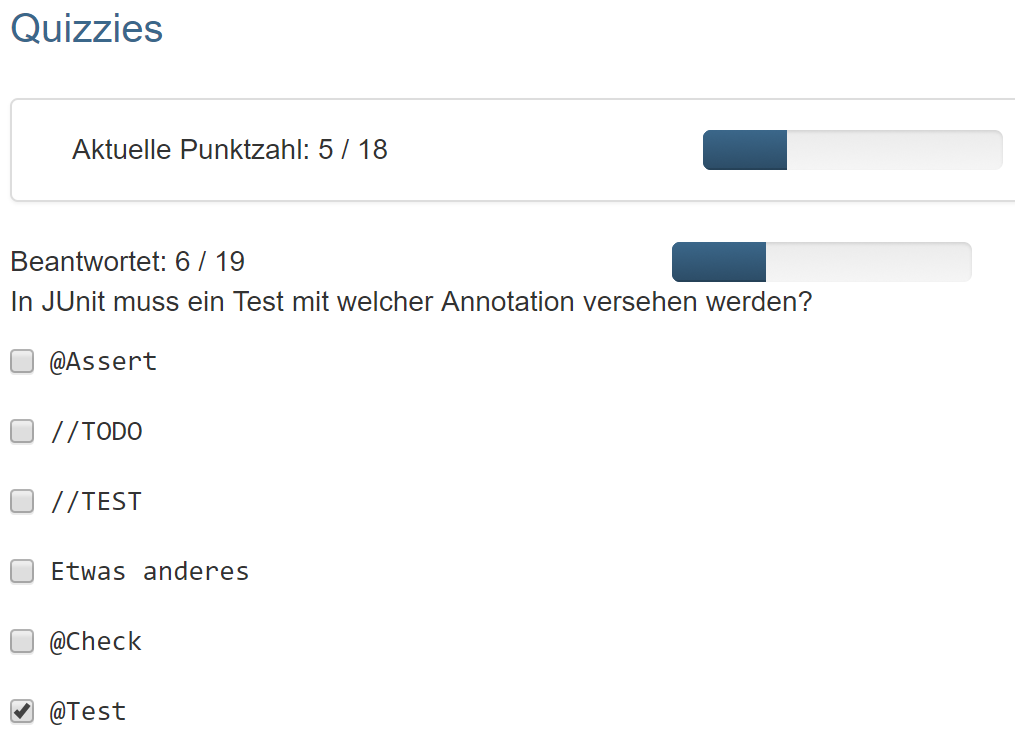 Quizzies
Aktuelle Punktzahl: 5 / 18
Beantwortet: 6 / 19
In JUnit muss ein Test mit welcher Annotation versehen werden?
@Assert
//TODO
//TEST
Etwas anderes
@Check
@Test